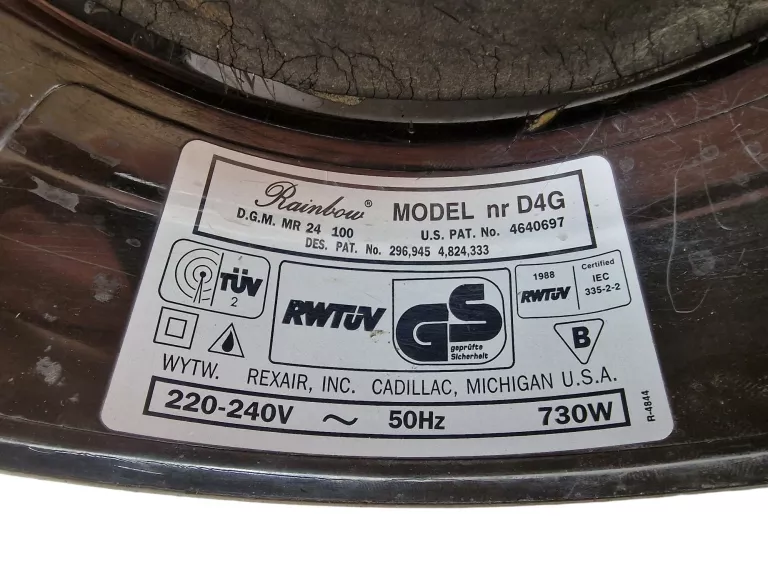 Rainbow® MODEL nr D4G
D.G.M. MR 24 100 U.S. PAT. No. 4640697
DES. PAT. No. 296,945 4,824,333
TÜV
2
RWTÜV
GS
geprüfte
Sicherheit
1988
RWTÜV
Certified
IEC
335-2-2
B
WYTW. REXAIR, INC. CADILLAC, MICHIGAN U.S.A.
220-240V ~ 50Hz 730W
R-4844